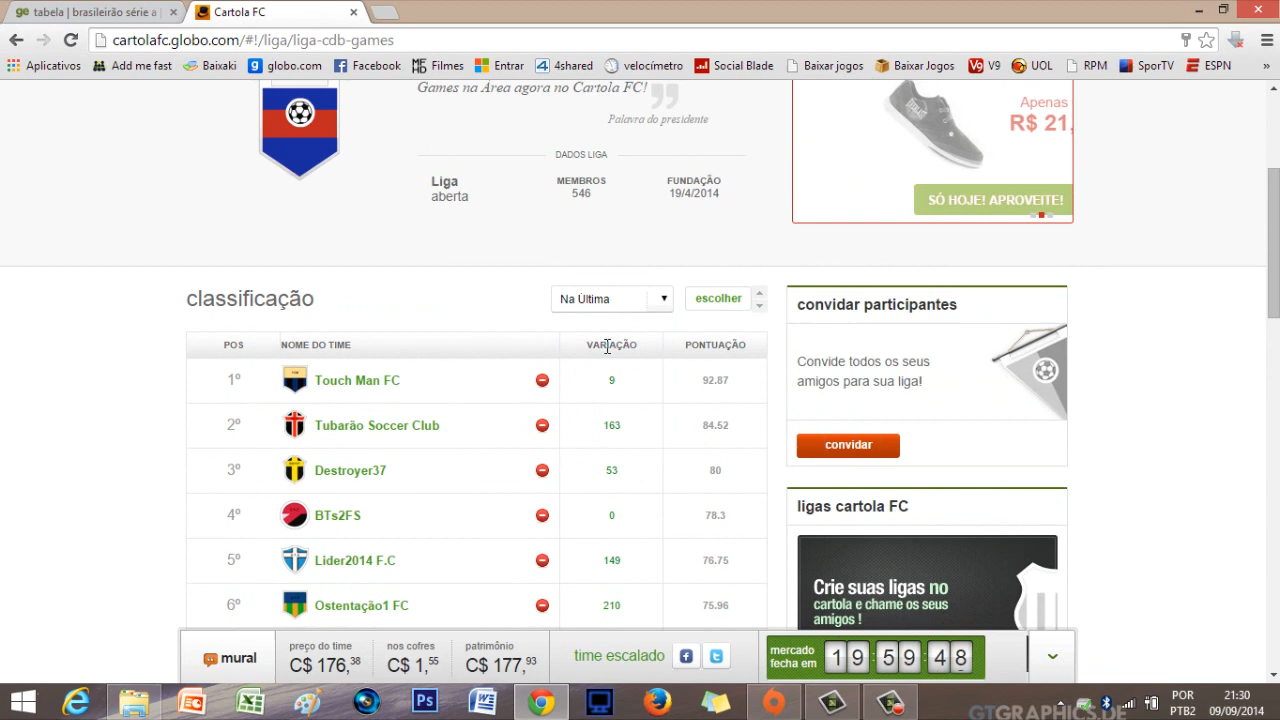 tabela | brasileirão série a
Cartola FC
cartolafc.globo.com/#!/liga/liga-cdb-games
Aplicativos
Add me fast
Baixaki
globo.com
Facebook
Filmes
Entrar
4shared
velocímetro
Social Blade
Baixar jogos
Baixar Jogos
V9
UOL
RPM
SporTV
ESPN
»
Games na Área agora no Cartola FC!
Palavra do presidente
DADOS LIGA
Liga
aberta
MEMBROS
546
FUNDAÇÃO
19/4/2014
Apenas
R$ 21,
SÓ HOJE! APROVEITE!
classificação
Na Última
escolher
POS NOME DO TIME VARIAÇÃO PONTUAÇÃO
1º Touch Man FC 9 92.87
2º Tubarão Soccer Club 163 84.52
3º Destroyer37 53 80
4º BTs2FS 0 78.3
5º Lider2014 F.C 149 76.75
6º Ostentação1 FC 210 75.96
convidar participantes
Convide todos os seus
amigos para sua liga!
convidar
ligas cartola FC
Crie suas ligas no
cartola e chame os seus
amigos !
mural
preço do time
C$ 176,38
nos cofres
C$ 1,55
patrimônio
C$ 177,93
time escalado
mercado
fecha em
19:59:48
POR
PTB2
21:30
09/09/2014
GTGRAPHICS.DE